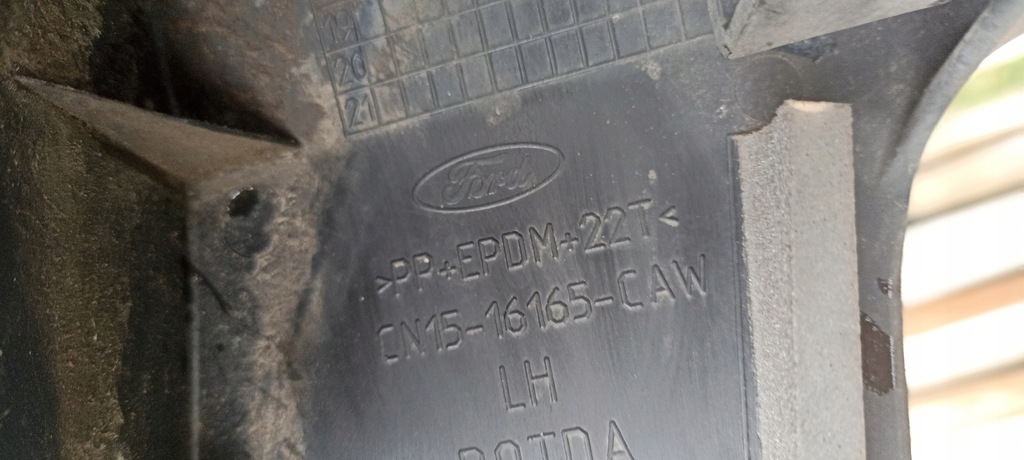 19
20
21
Ford
>PP+EPDM+22T<
CN15-16165-CAW
LH